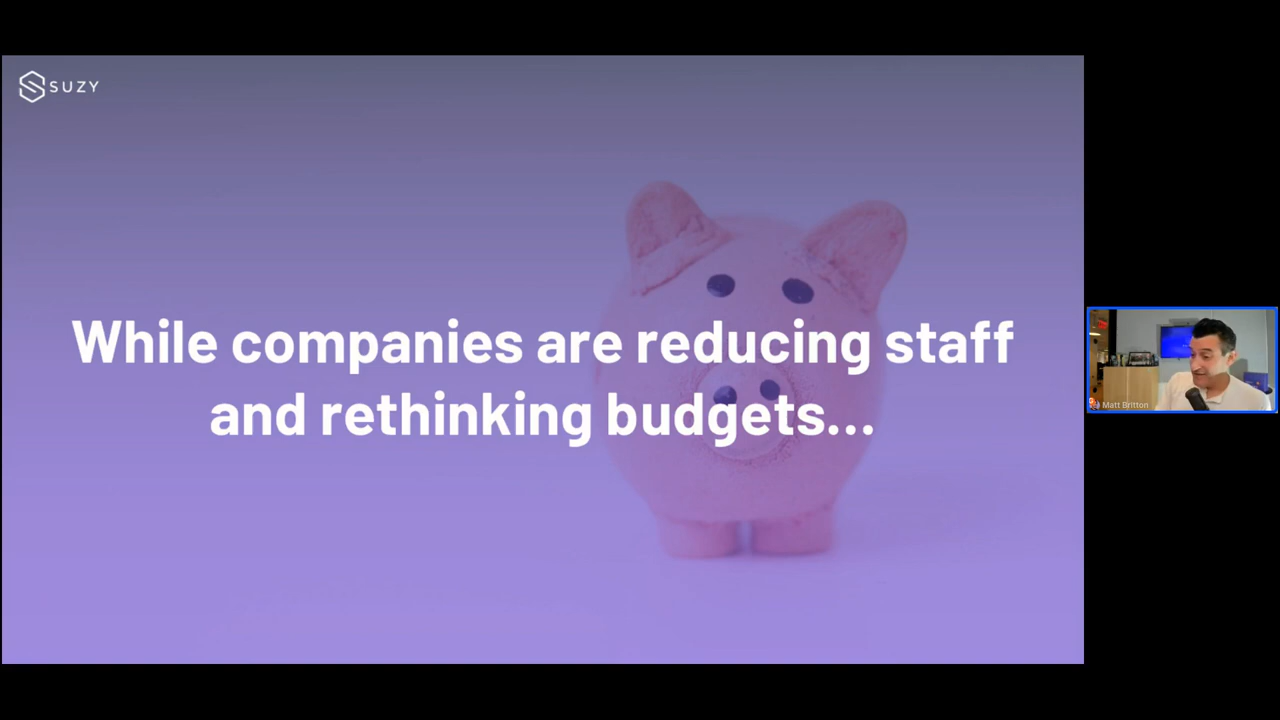 SUZY
While companies are reducing staff
and rethinking budgets...
Matt Britton